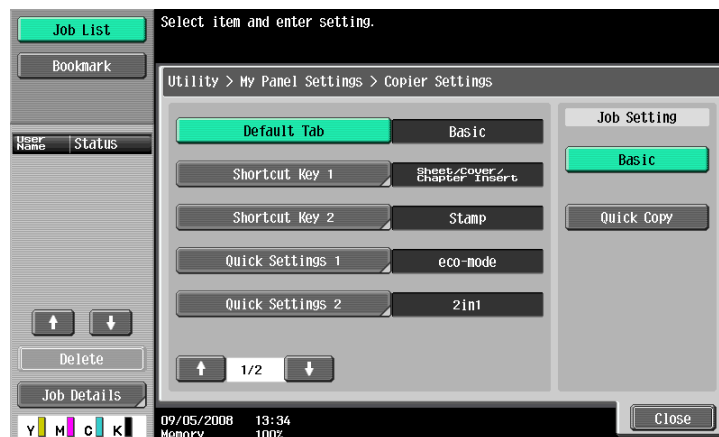 Job List
Bookmark
User Name
Status
Delete
Job Details
Y M C K
Select item and enter setting.
Utility > My Panel Settings > Copier Settings
Default Tab
Basic
Shortcut Key 1
Sheet/Cover/
Chapter Insert
Shortcut Key 2
Stamp
Quick Settings 1
eco-mode
Quick Settings 2
2in1
1/2
Job Setting
Basic
Quick Copy
09/05/2008 13:34
Memory 100%
Close